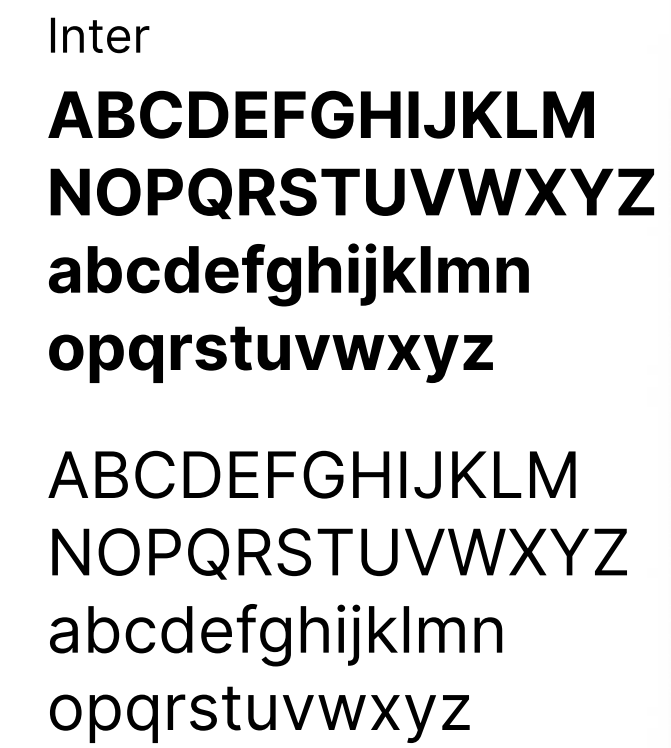 Inter
ABCDEFGHIJKLM
NOPQRSTUVWXYZ
abcdefghijklmn
opqrstuvwxyz
ABCDEFGHIJKLM
NOPQRSTUVWXYZ
abcdefghijklmn
opqrstuvwxyz